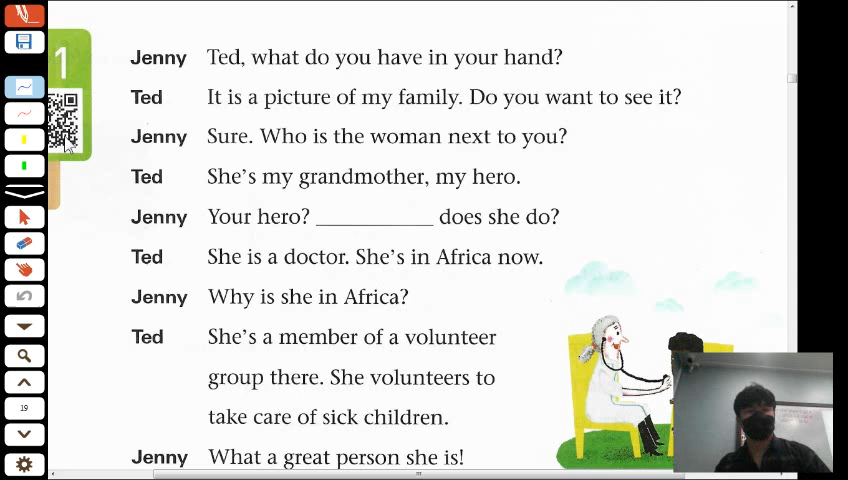 1
Jenny Ted, what do you have in your hand?
Ted It is a picture of my family. Do you want to see it?
Jenny Sure. Who is the woman next to you?
Ted She's my grandmother, my hero.
Jenny Your hero? ____________ does she do?
Ted She is a doctor. She's in Africa now.
Jenny Why is she in Africa?
Ted She's a member of a volunteer
group there. She volunteers to
take care of sick children.
Jenny What a great person she is!
19